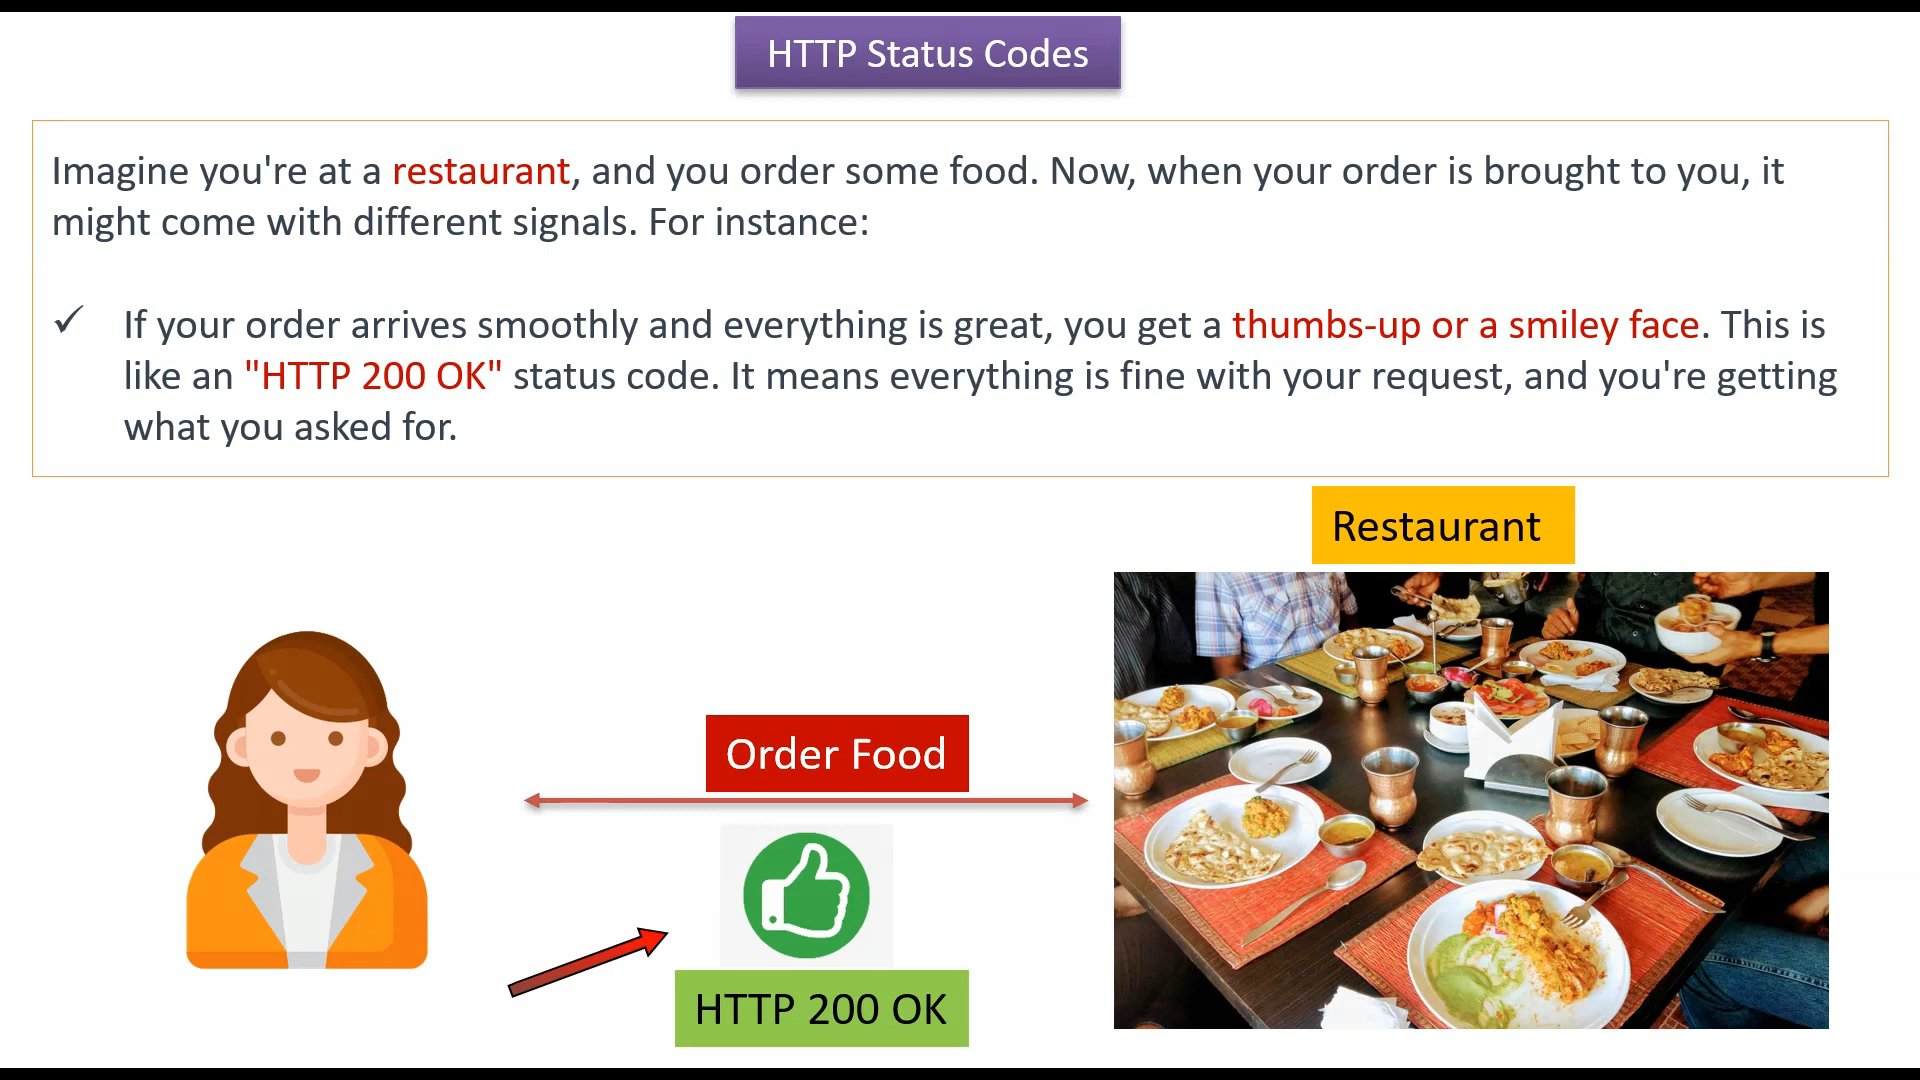 HTTP Status Codes
Imagine you're at a restaurant, and you order some food. Now, when your order is brought to you, it
might come with different signals. For instance:
✓ If your order arrives smoothly and everything is great, you get a thumbs-up or a smiley face. This is
like an "HTTP 200 OK" status code. It means everything is fine with your request, and you're getting
what you asked for.
Restaurant
Order Food
HTTP 200 OK